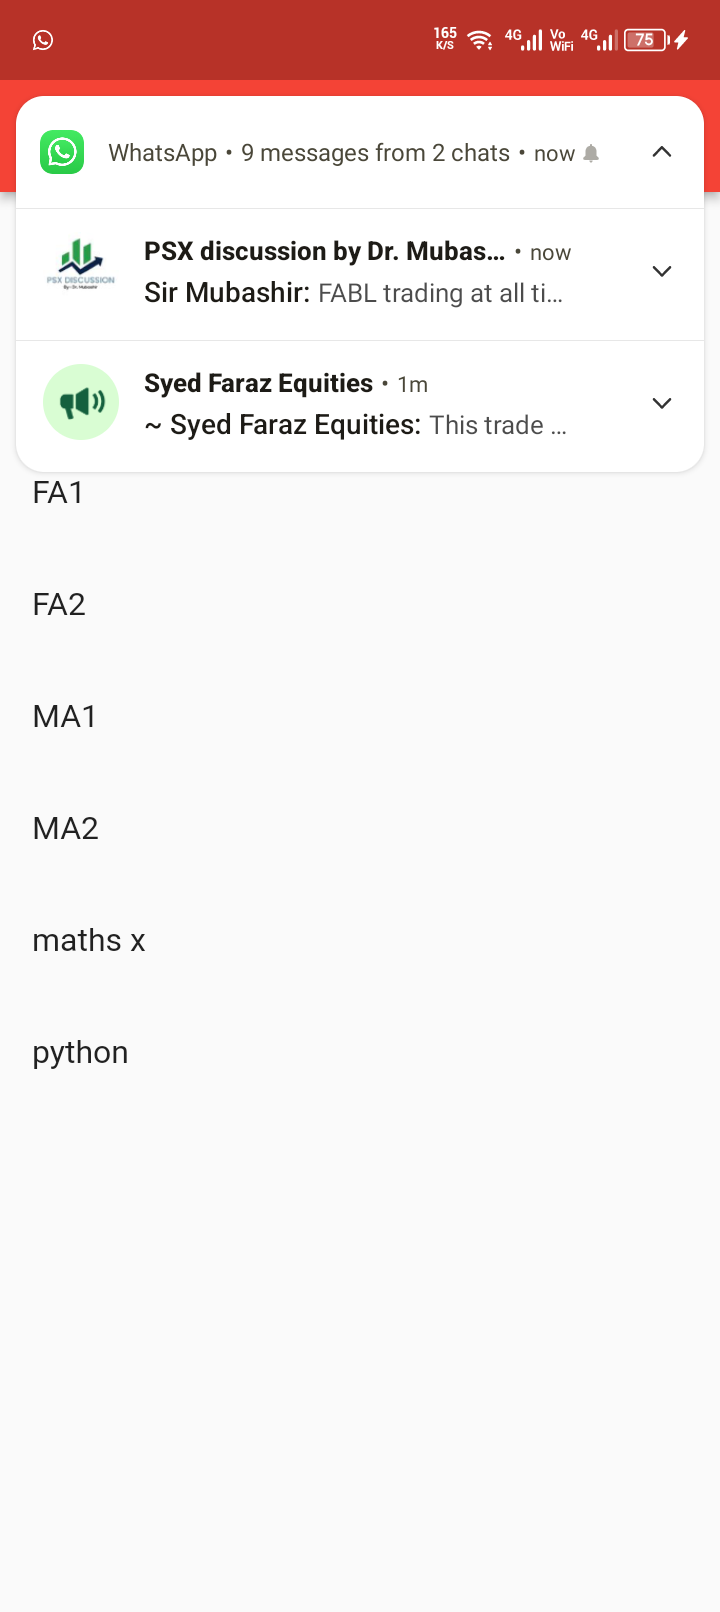 165
K/S
4G
Vo
WiFi
4G
75
WhatsApp • 9 messages from 2 chats • now
PSX discussion by Dr. Mubas... • now
Sir Mubashir: FABL trading at all ti...
PSX DISCUSSION
By : Dr. Mubashir
Syed Faraz Equities • 1m
~ Syed Faraz Equities: This trade ...
FA1
FA2
MA1
MA2
maths x
python